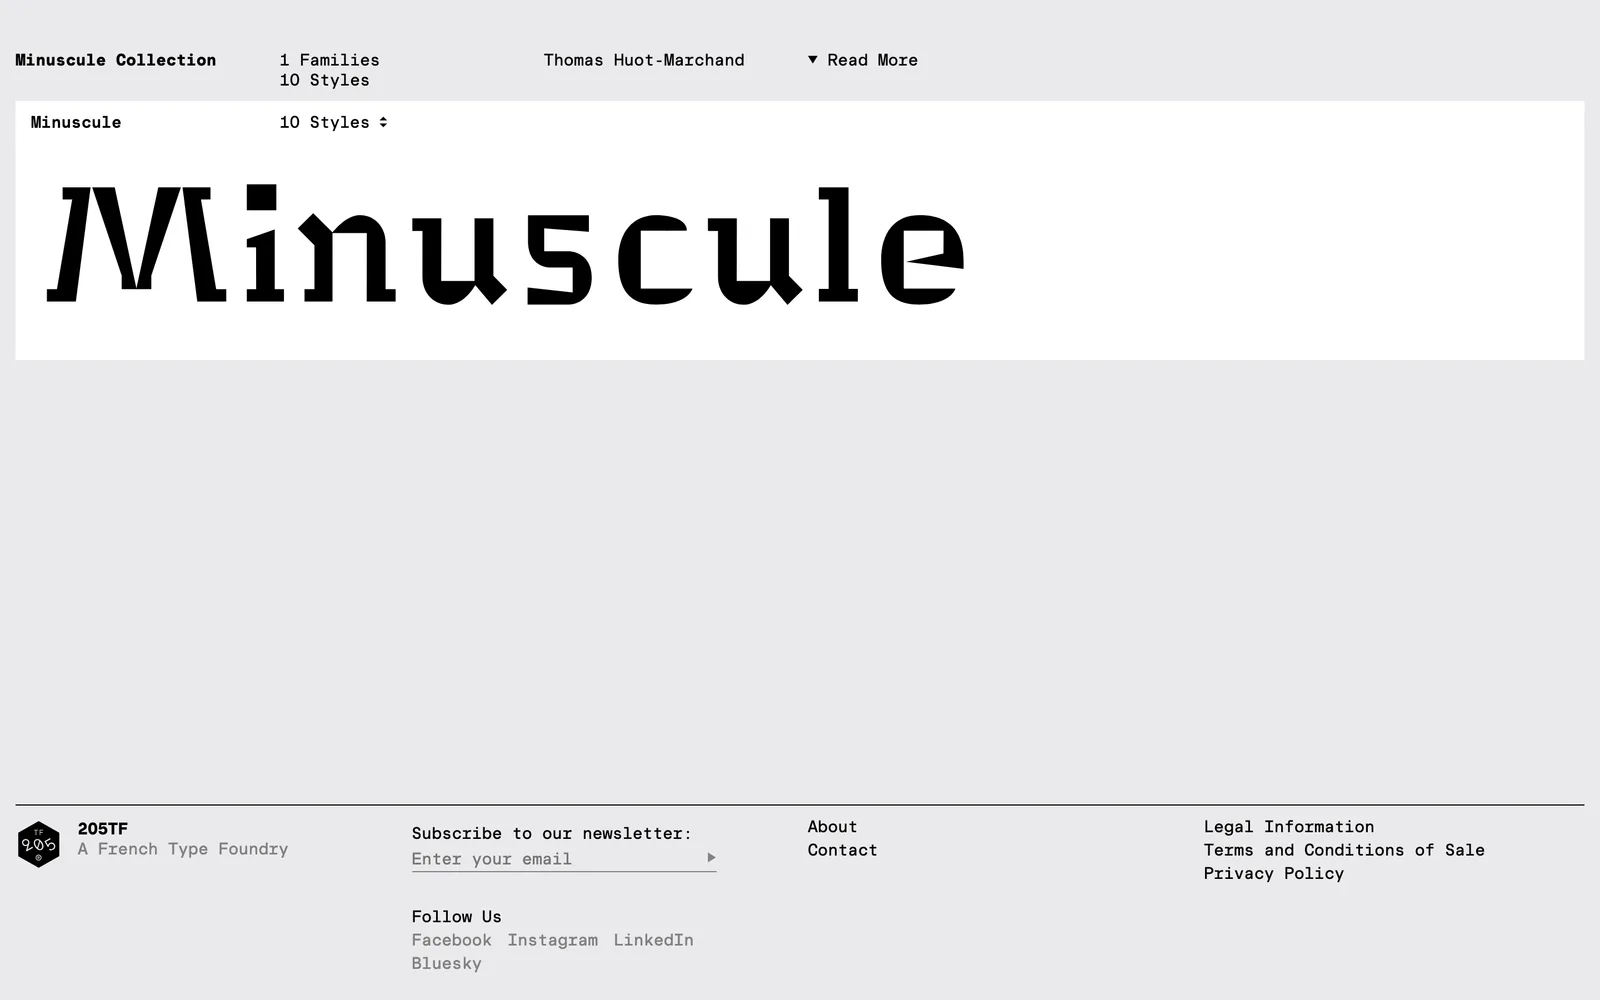 Minuscule Collection
1 Families
10 Styles
Thomas Huot-Marchand
▼ Read More
Minuscule
10 Styles
Minuscule
TF
205
205TF
A French Type Foundry
Subscribe to our newsletter:
Enter your email
Follow Us
Facebook Instagram LinkedIn
Bluesky
About
Contact
Legal Information
Terms and Conditions of Sale
Privacy Policy